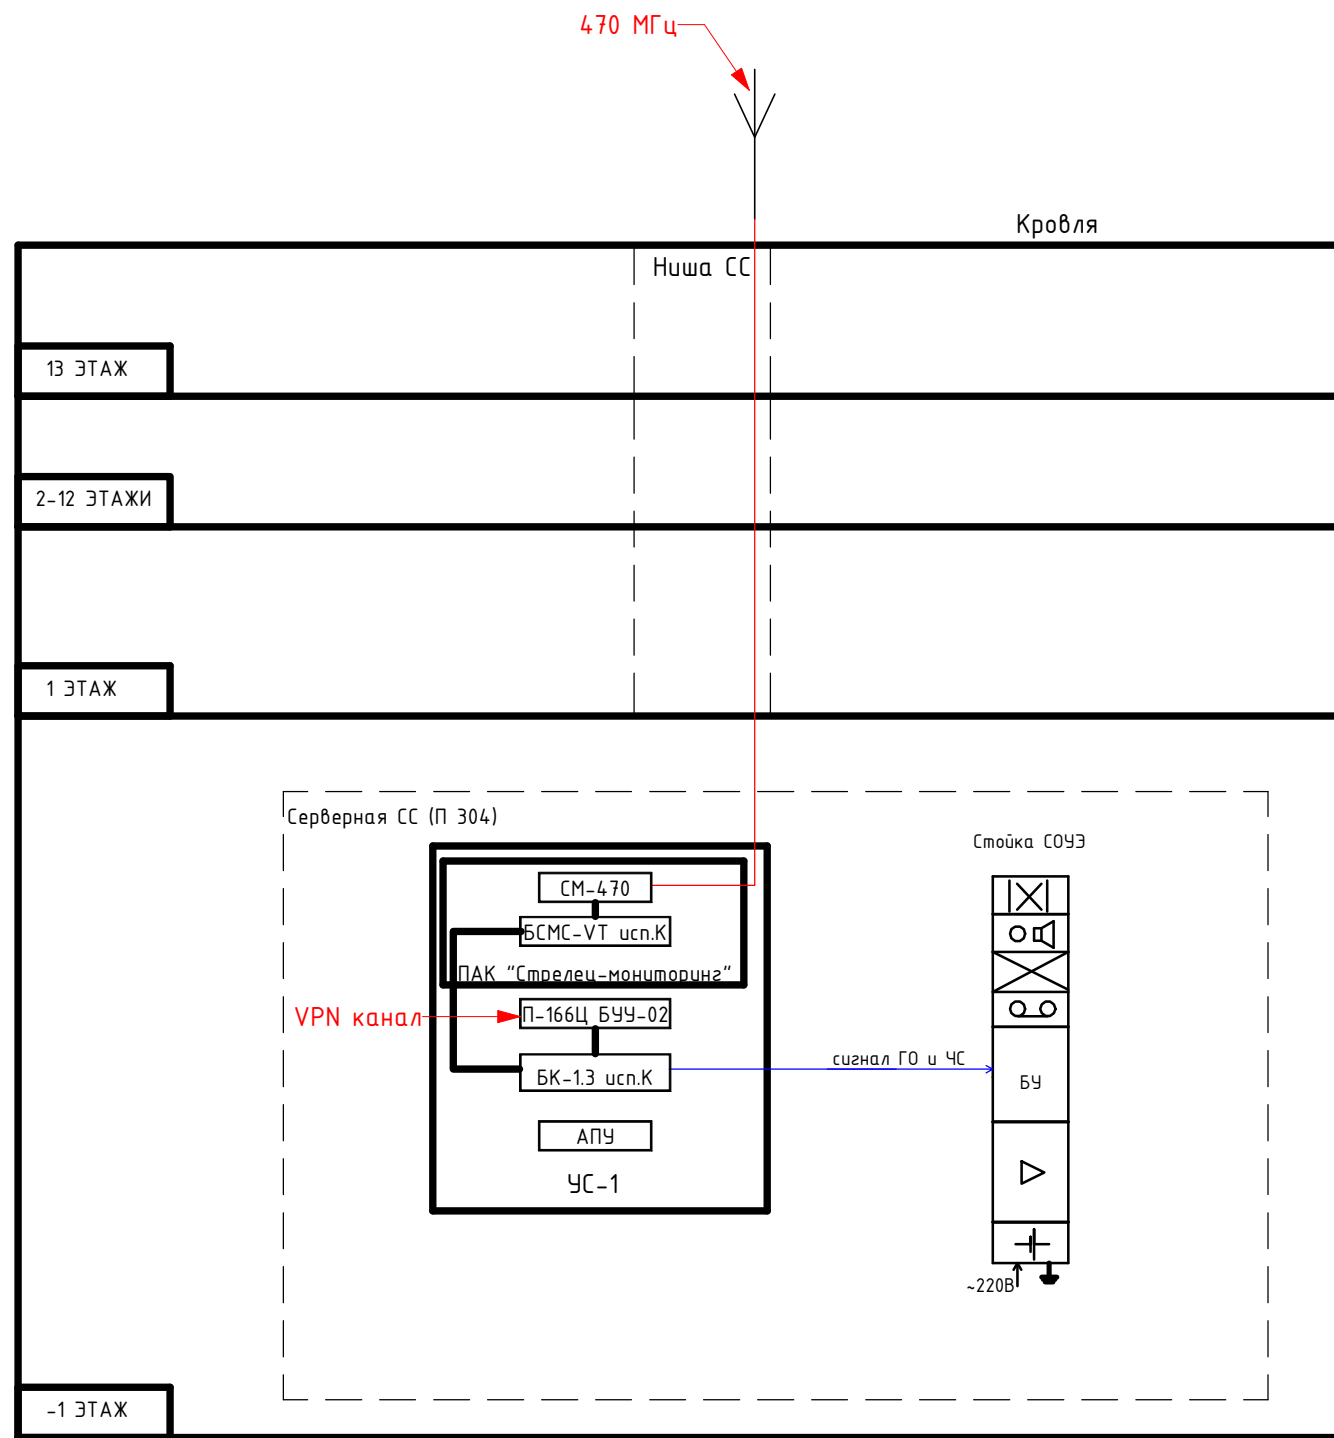 470 МГц
Кровля
Ниша СС
13 ЭТАЖ
2-12 ЭТАЖИ
1 ЭТАЖ
Серверная СС (П 304)
Стойка СОУЭ
СМ-470
БСМС-VT исп.К
ПАК "Стрелец-мониторинг"
VPN канал
П-166Ц БУУ-02
БК-1.3 исп.К
сигнал ГО и ЧС
БУ
АПУ
УС-1
~220В
-1 ЭТАЖ